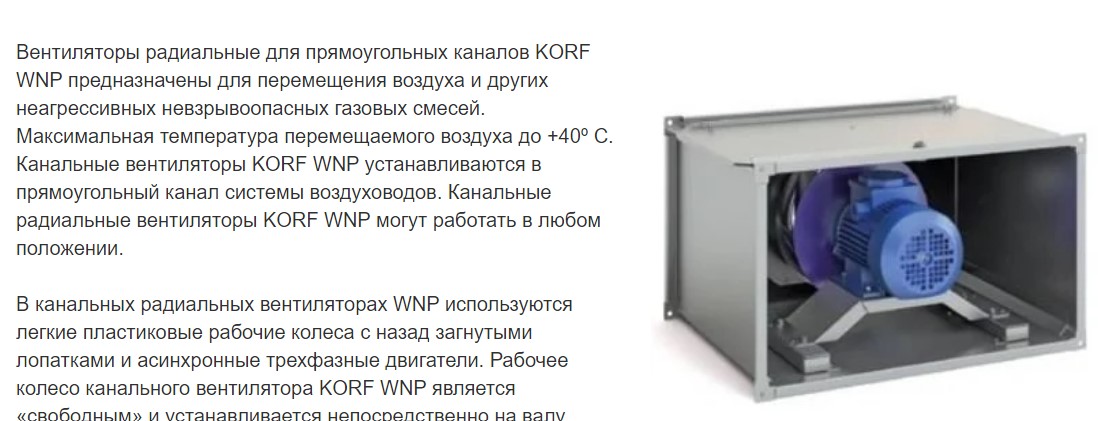 Вентиляторы радиальные для прямоугольных каналов KORF
WNP предназначены для перемещения воздуха и других
неагрессивных невзрывоопасных газовых смесей.
Максимальная температура перемещаемого воздуха до +40º С.
Канальные вентиляторы KORF WNP устанавливаются в
прямоугольный канал системы воздуховодов. Канальные
радиальные вентиляторы KORF WNP могут работать в любом
положении.
В канальных радиальных вентиляторах WNP используются
легкие пластиковые рабочие колеса с назад загнутыми
лопатками и асинхронные трехфазные двигатели. Рабочее
колесо канального вентилятора KORF WNP является
«свободным» и устанавливается непосредственно на валу